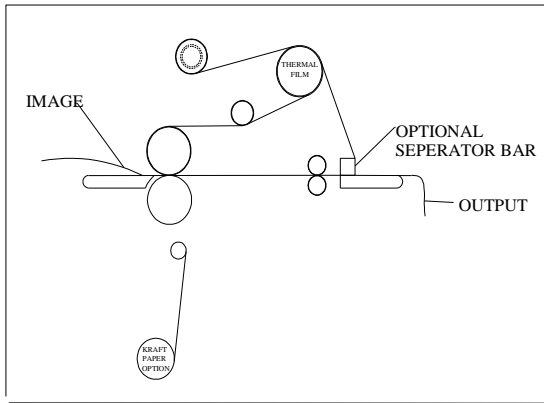 THERMAL
FILM
IMAGE
OPTIONAL
SEPERATOR BAR
OUTPUT
KRAFT
PAPER
OPTION